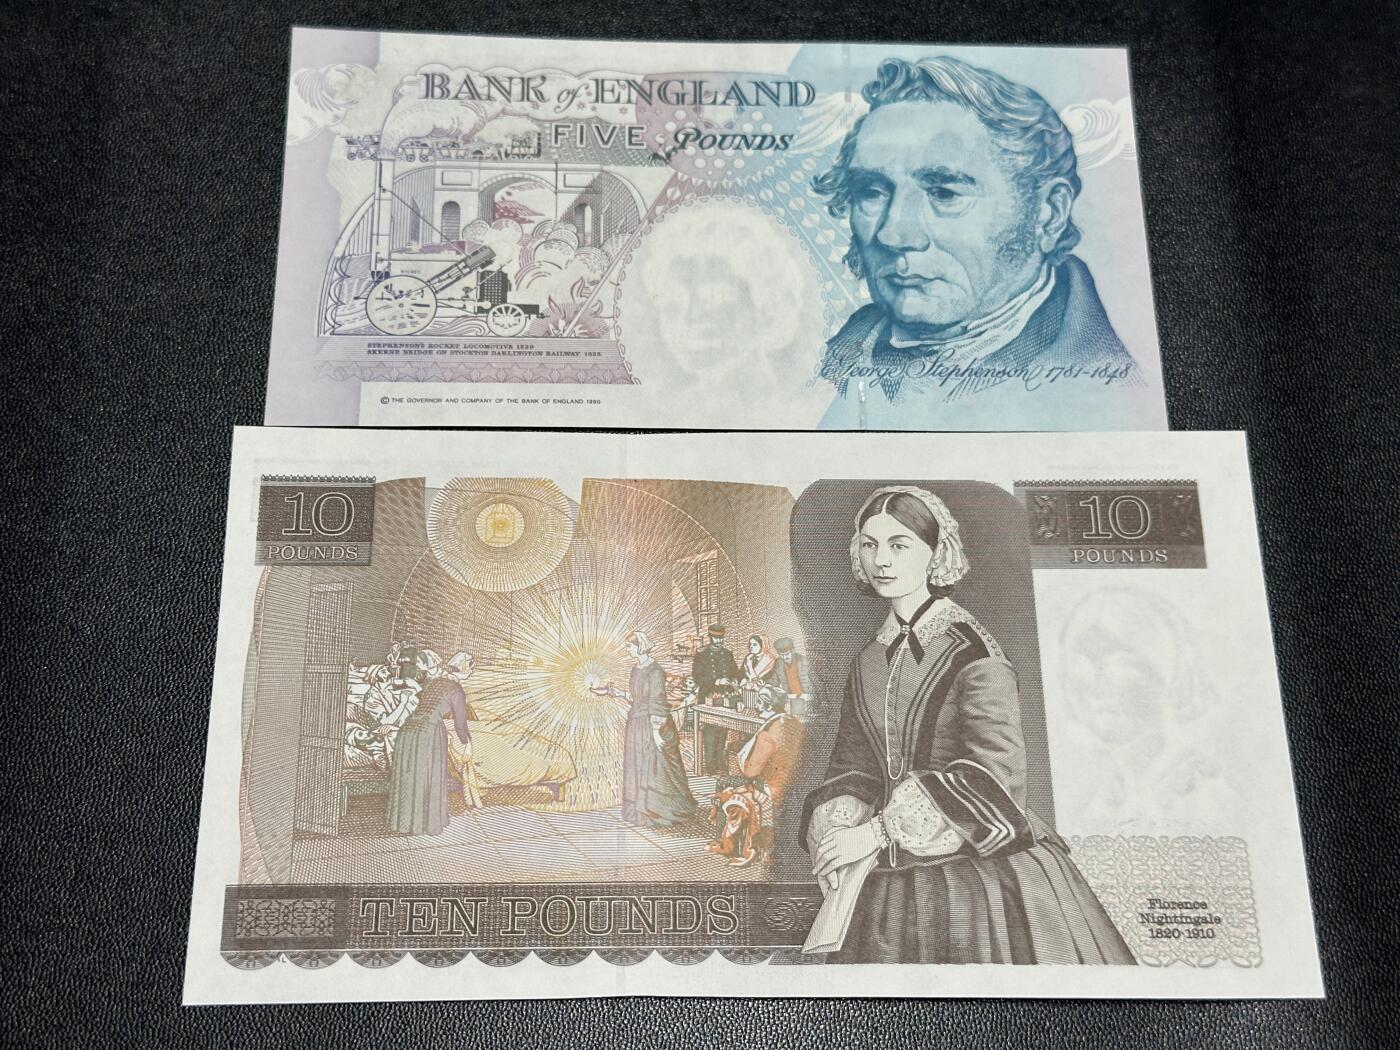 BANK of ENGLAND
FIVE POUNDS
ROCKET
STEPHENSON'S ROCKET LOCOMOTIVE 1829
SKERNE BRIDGE ON STOCKTON DARLINGTON RAILWAY 1825
George Stephenson 1781-1848
© THE GOVERNOR AND COMPANY OF THE BANK OF ENGLAND 1990
10
POUNDS
10
POUNDS
TEN POUNDS
Florence
Nightingale
1820-1910